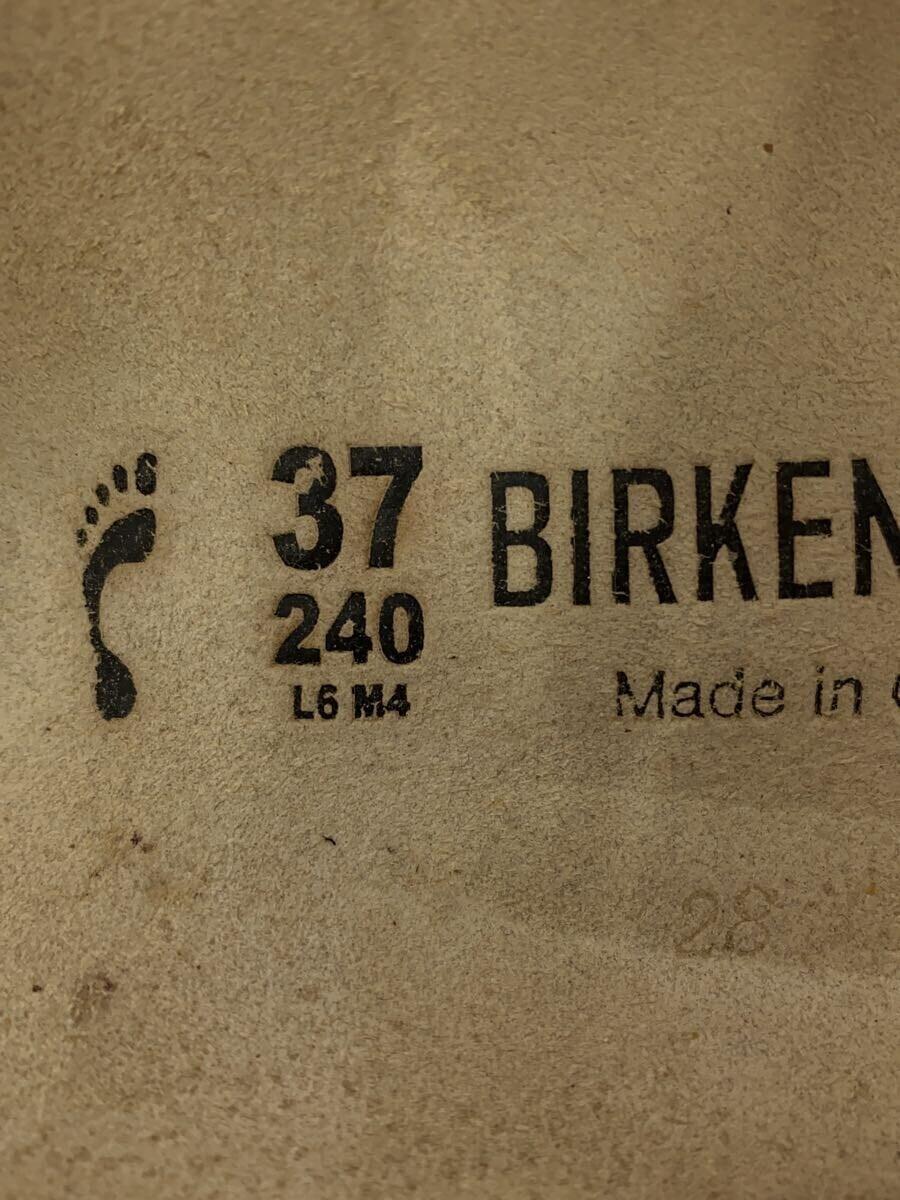 37
240
L6 M4
BIRKEN
Made in
28